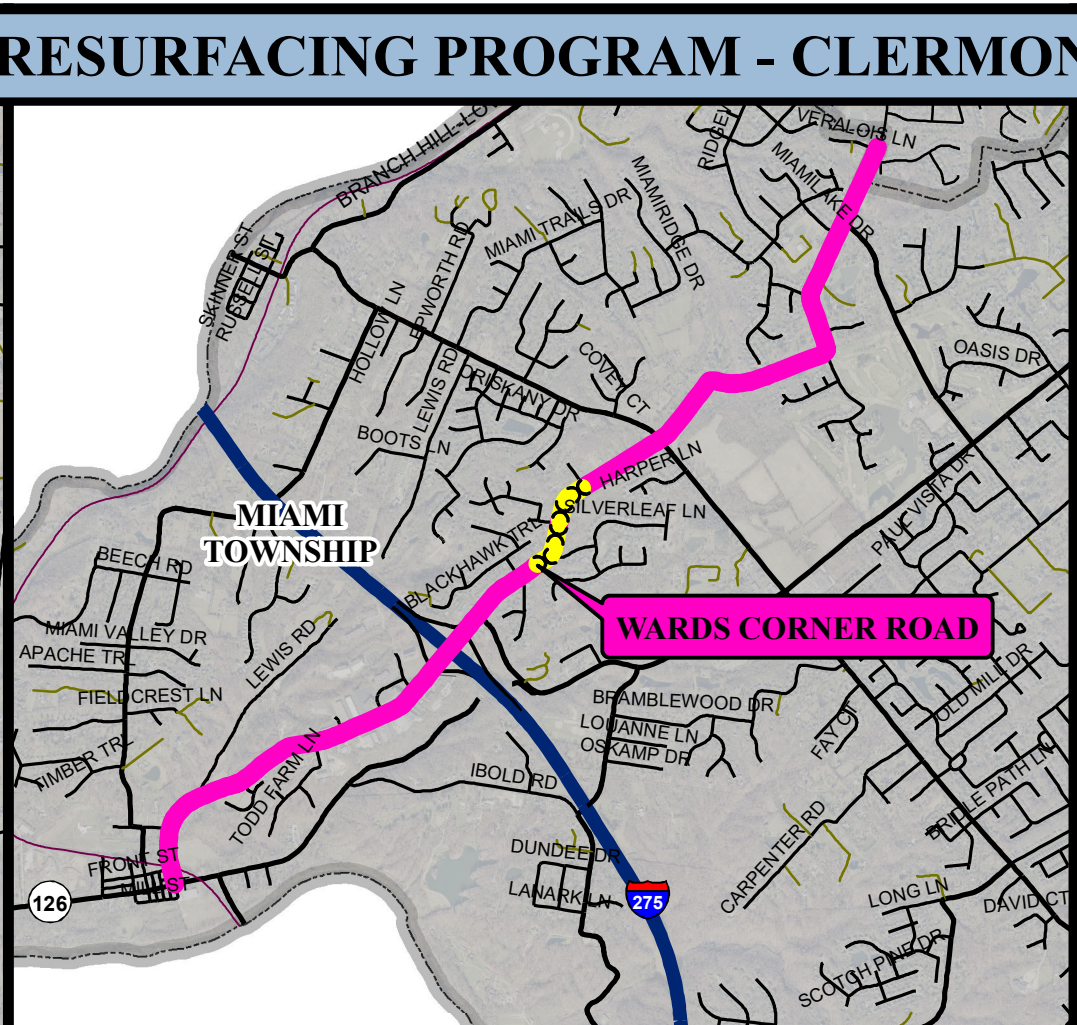 RESURFACING PROGRAM - CLERMON
VERALOIS LN
BRANCH HILL-LO
MIAMILAKE DR
MIAMIRIDGE DR
MIAMI TRAILS DR
SKINNER ST
RUSSELL ST
EPWORTH RD
HOLLOW LN
COVEY CT
OASIS DR
LEWIS RD
ORISKANY DR
BOOTS LN
HARPER LN
SILVERLEAF LN
PAUL VISTA DR
MIAMI
TOWNSHIP
BLACKHAWK TRL
BEECH RD
WARDS CORNER ROAD
MIAMI VALLEY DR
APACHE TRL
LEWIS RD
FIELDCREST LN
BRAMBLEWOOD DR
OLD MILL DR
LOUANNE LN
FAY CT
OSKAMP DR
TIMBER TRL
TODD FARM LN
IBOLD RD
BRIDLE PATH LN
CARPENTER RD
DUNDEE DR
FRONT ST
MILL ST
LANARK LN
LONG LN
DAVID CT
126
275
SCOTCH PINE DR